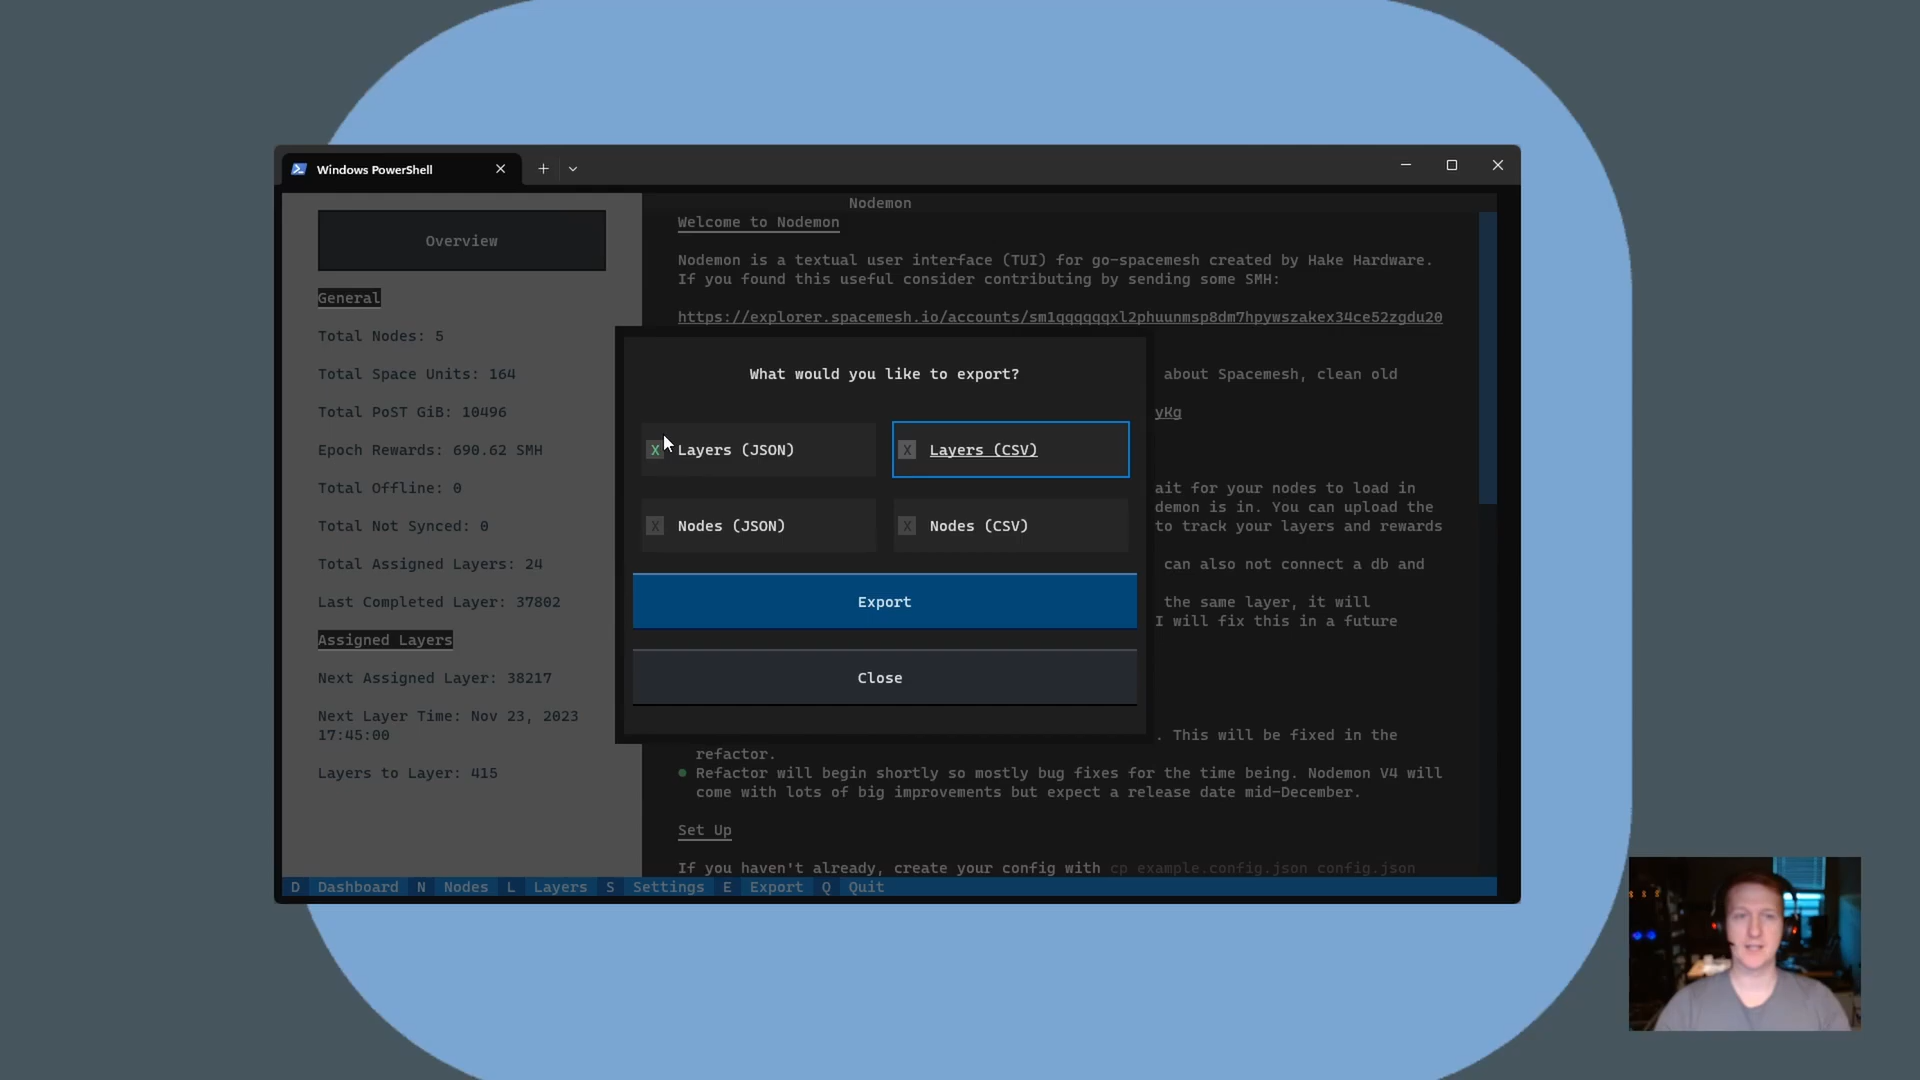 Windows PowerShell
Nodemon
Overview
General
Total Nodes: 5
Total Space Units: 164
Total PoST GiB: 10496
Epoch Rewards: 690.62 SMH
Total Offline: 0
Total Not Synced: 0
Total Assigned Layers: 24
Last Completed Layer: 37802
Assigned Layers
Next Assigned Layer: 38217
Next Layer Time: Nov 23, 2023
17:45:00
Layers to Layer: 415
Welcome to Nodemon
Nodemon is a textual user interface (TUI) for go-spacemesh created by Hake Hardware.
If you found this useful consider contributing by sending some SMH:
https://explorer.spacemesh.io/accounts/sm1qqqqqqxl2phuunmsp8dm7hpywszakex34ce52zgdu20
about Spacemesh, clean old
yKg
ait for your nodes to load in
demon is in. You can upload the
to track your layers and rewards
can also not connect a db and
the same layer, it will
I will fix this in a future
. This will be fixed in the
refactor.
Refactor will begin shortly so mostly bug fixes for the time being. Nodemon V4 will
come with lots of big improvements but expect a release date mid-December.
Set Up
If you haven't already, create your config with cp example.config.json config.json
What would you like to export?
X Layers (JSON)
X Layers (CSV)
X Nodes (JSON)
X Nodes (CSV)
Export
Close
D Dashboard N Nodes L Layers S Settings E Export Q Quit